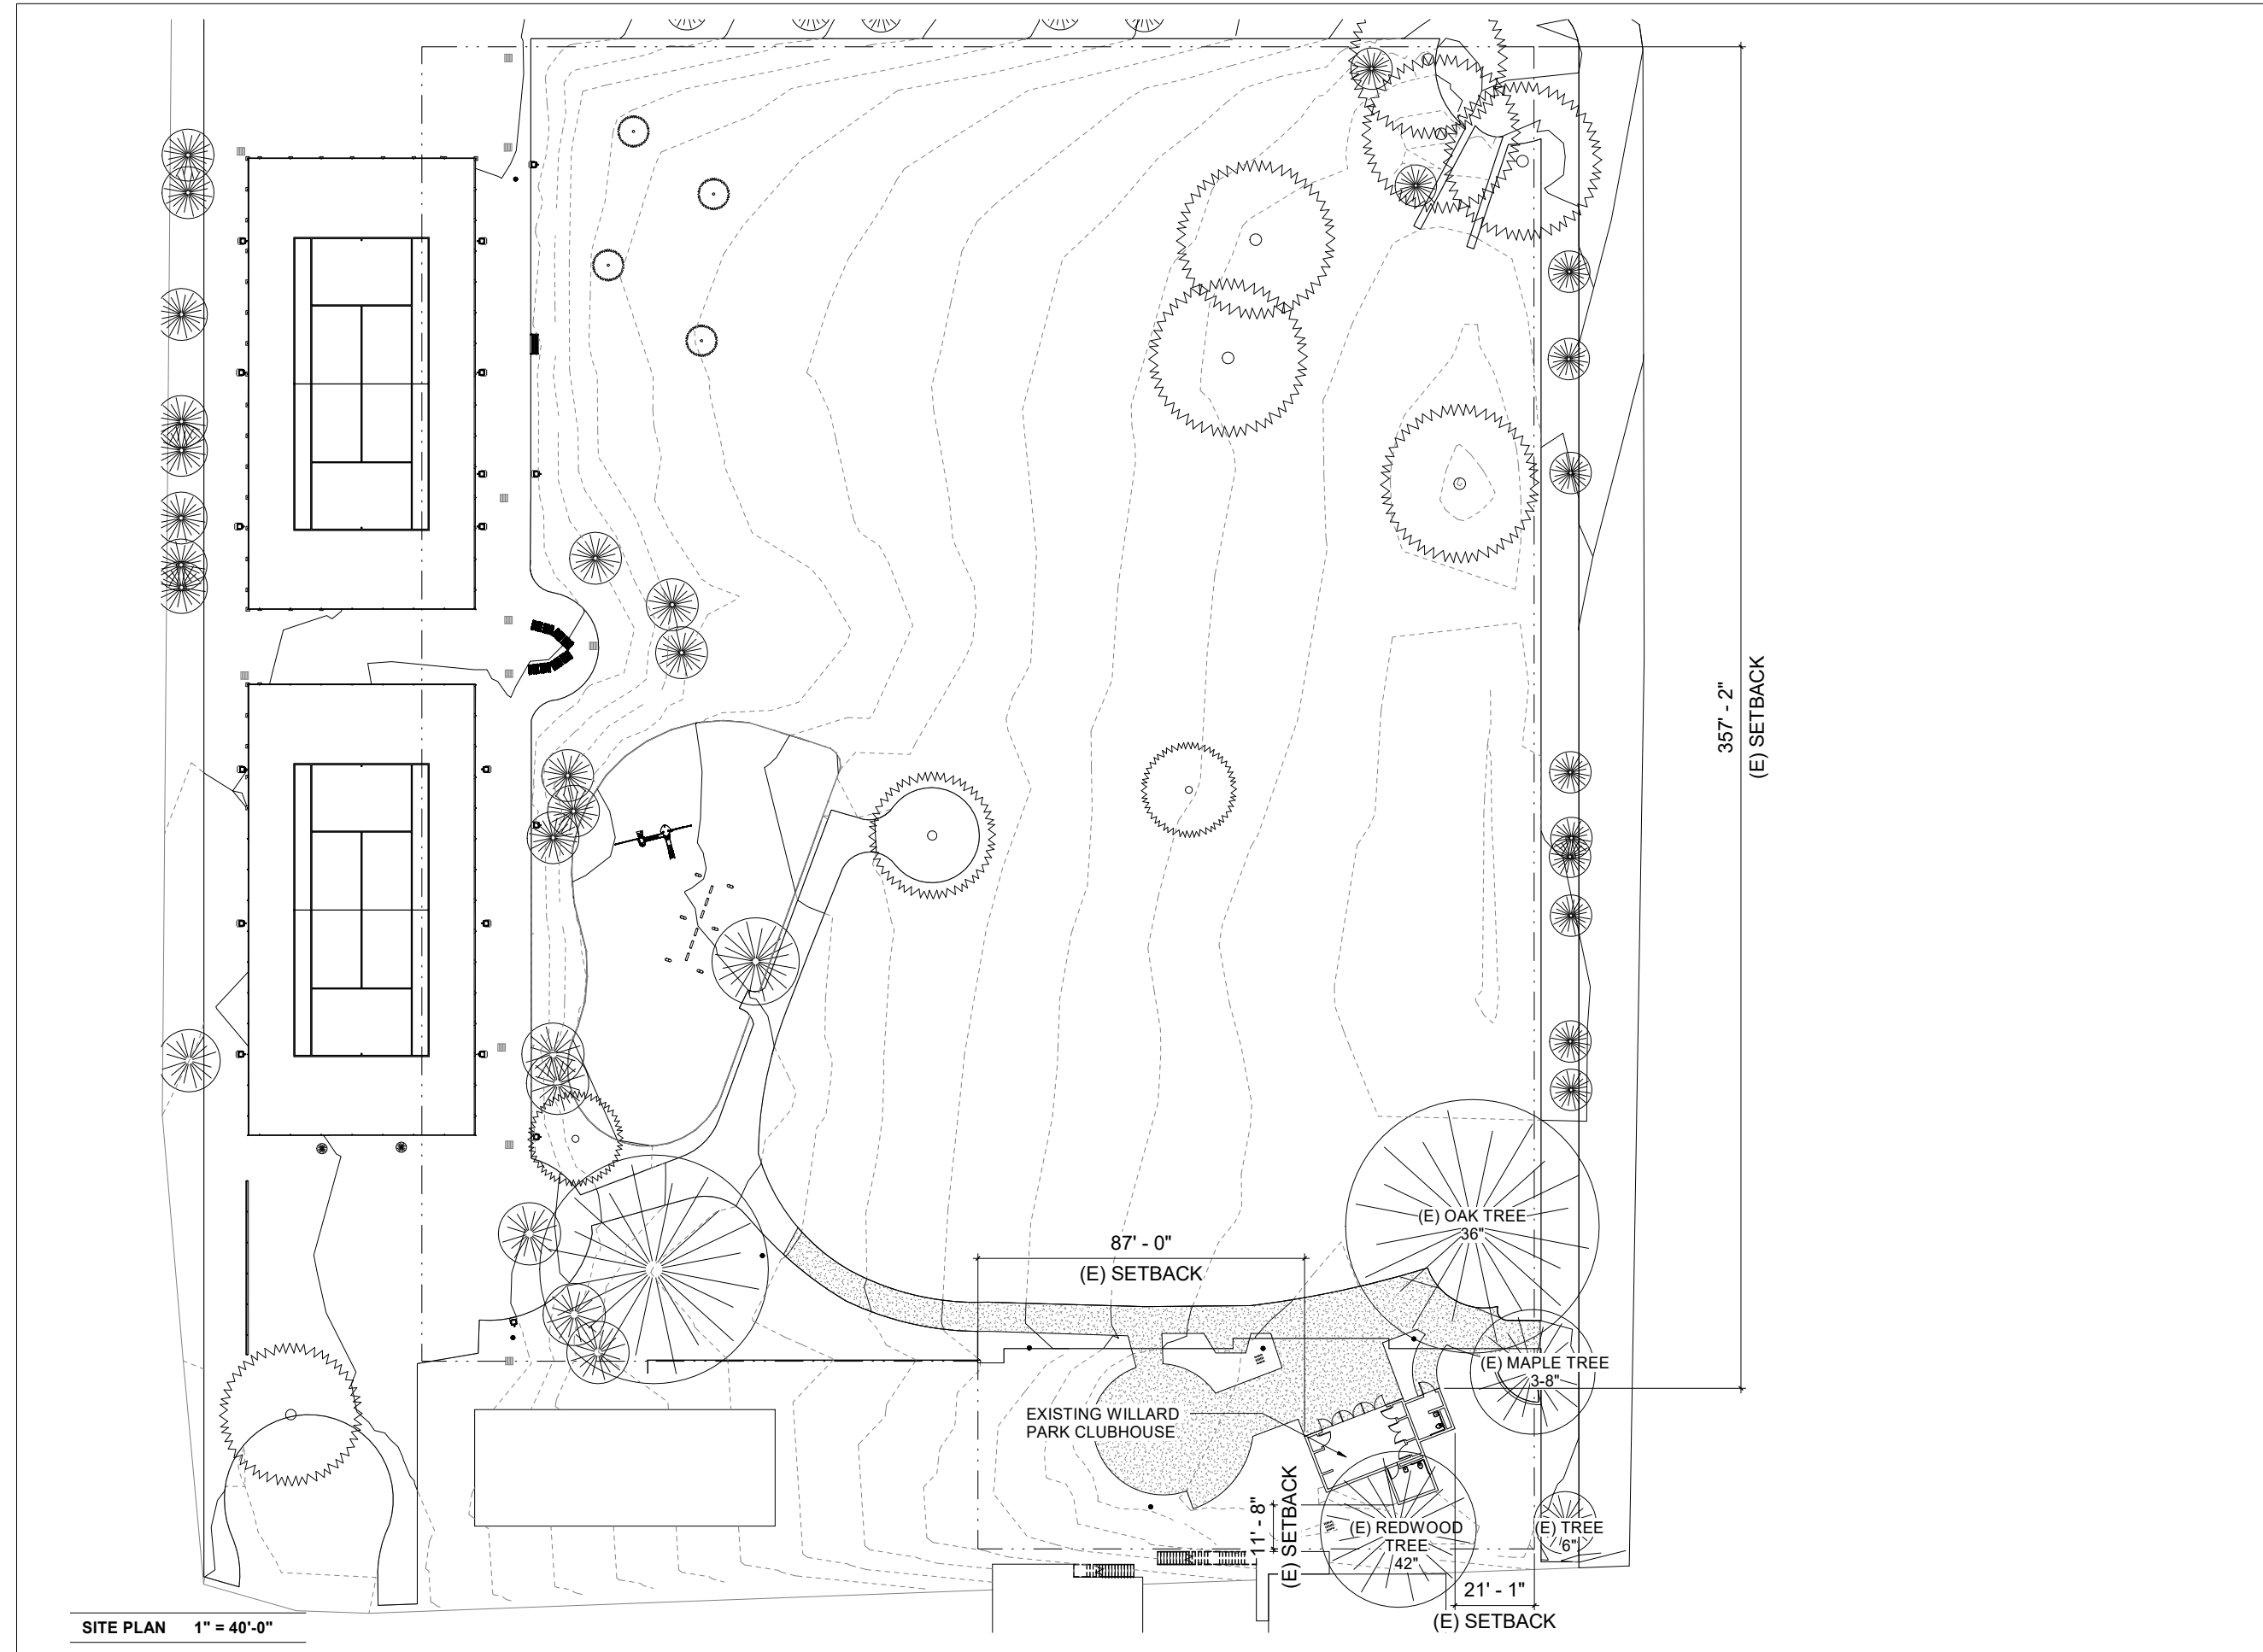 357' - 2"
(E) SETBACK
(E) OAK TREE
36"
87' - 0"
(E) SETBACK
(E) MAPLE TREE
3-8"
EXISTING WILLARD
PARK CLUBHOUSE
11' - 8"
(E) SETBACK
(E) REDWOOD
TREE
42"
(E) TREE
6"
21' - 1"
(E) SETBACK
SITE PLAN 1" = 40'-0"